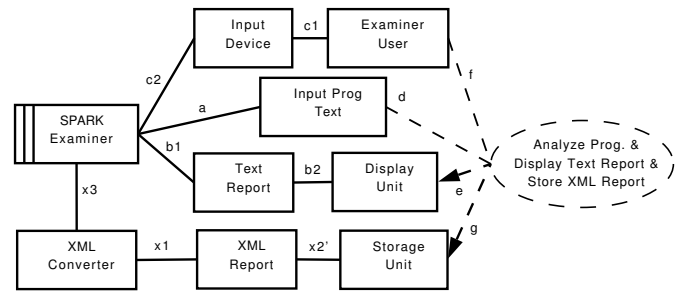 Input
Device
c1
Examiner
User
c2
f
a
Input Prog
Text
d
SPARK
Examiner
b1
Text
Report
b2
Display
Unit
e
Analyze Prog. &
Display Text Report &
Store XML Report
x3
g
XML
Converter
x1
XML
Report
x2'
Storage
Unit